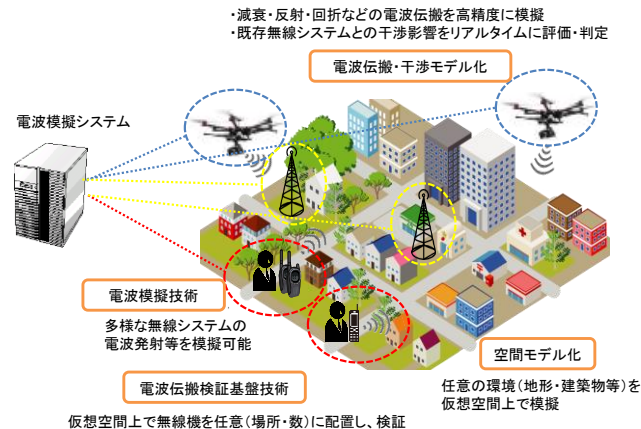 ・減衰・反射・回折などの電波伝搬を高精度に模擬
・既存無線システムとの干渉影響をリアルタイムに評価・判定
電波伝搬・干渉モデル化
電波模擬システム
電波模擬技術
多様な無線システムの
電波発射等を模擬可能
空間モデル化
任意の環境（地形・建築物等）を
仮想空間上で模擬
電波伝搬検証基盤技術
仮想空間上で無線機を任意（場所・数）に配置し、検証